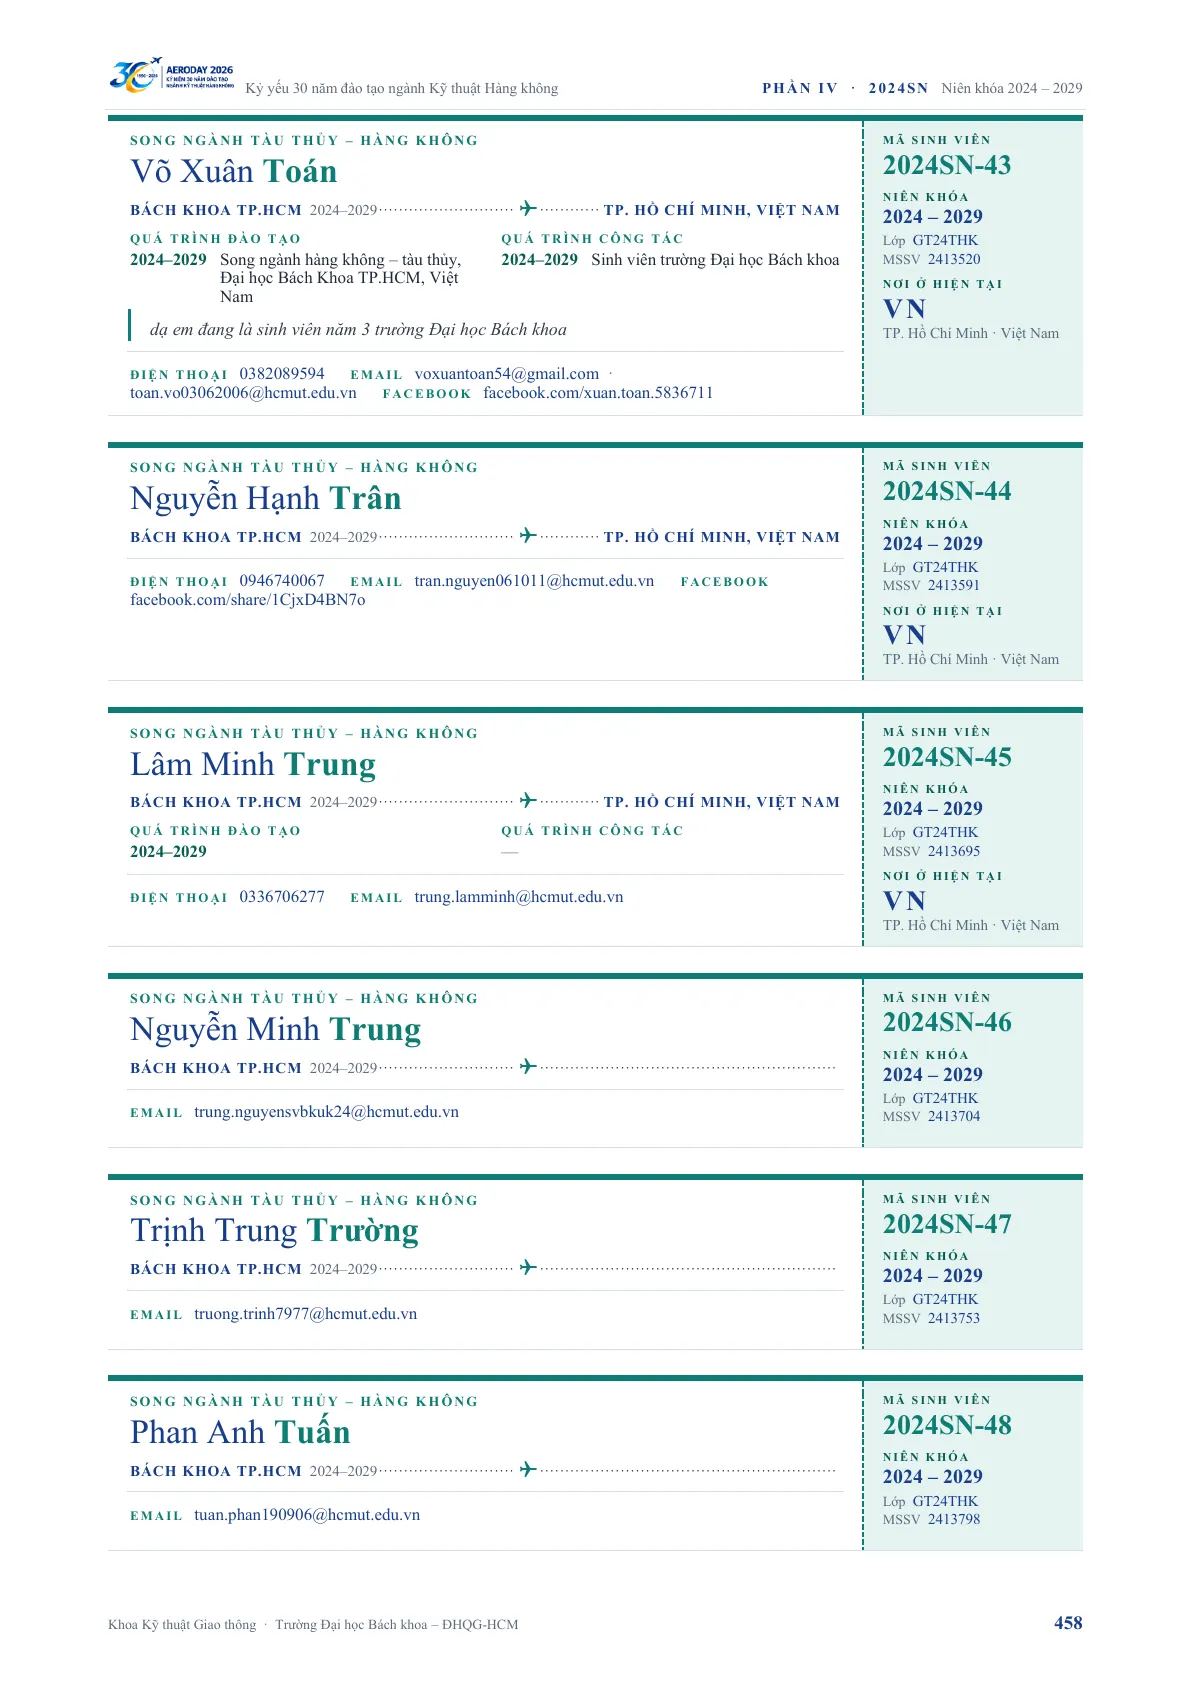 30
1996 - 2026
AERODAY 2026
KỶ NIỆM 30 NĂM ĐÀO TẠO
NGÀNH KỸ THUẬT HÀNG KHÔNG
Kỷ yếu 30 năm đào tạo ngành Kỹ thuật Hàng không
PHẦN IV · 2024SN Niên khóa 2024 – 2029
SONG NGÀNH TÀU THỦY – HÀNG KHÔNG
Võ Xuân Toán
BÁCH KHOA TP.HCM 2024–2029 TP. HỒ CHÍ MINH, VIỆT NAM
QUÁ TRÌNH ĐÀO TẠO
2024–2029 Song ngành hàng không – tàu thủy,
Đại học Bách Khoa TP.HCM, Việt
Nam
QUÁ TRÌNH CÔNG TÁC
2024–2029 Sinh viên trường Đại học Bách khoa
dạ em đang là sinh viên năm 3 trường Đại học Bách khoa
ĐIỆN THOẠI 0382089594 EMAIL voxuantoan54@gmail.com ·
toan.vo03062006@hcmut.edu.vn FACEBOOK facebook.com/xuan.toan.5836711
MÃ SINH VIÊN
2024SN-43
NIÊN KHÓA
2024 – 2029
Lớp GT24THK
MSSV 2413520
NƠI Ở HIỆN TẠI
VN
TP. Hồ Chí Minh · Việt Nam
SONG NGÀNH TÀU THỦY – HÀNG KHÔNG
Nguyễn Hạnh Trân
BÁCH KHOA TP.HCM 2024–2029 TP. HỒ CHÍ MINH, VIỆT NAM
ĐIỆN THOẠI 0946740067 EMAIL tran.nguyen061011@hcmut.edu.vn FACEBOOK
facebook.com/share/1CjxD4BN7o
MÃ SINH VIÊN
2024SN-44
NIÊN KHÓA
2024 – 2029
Lớp GT24THK
MSSV 2413591
NƠI Ở HIỆN TẠI
VN
TP. Hồ Chí Minh · Việt Nam
SONG NGÀNH TÀU THỦY – HÀNG KHÔNG
Lâm Minh Trung
BÁCH KHOA TP.HCM 2024–2029 TP. HỒ CHÍ MINH, VIỆT NAM
QUÁ TRÌNH ĐÀO TẠO
2024–2029
QUÁ TRÌNH CÔNG TÁC
—
ĐIỆN THOẠI 0336706277 EMAIL trung.lamminh@hcmut.edu.vn
MÃ SINH VIÊN
2024SN-45
NIÊN KHÓA
2024 – 2029
Lớp GT24THK
MSSV 2413695
NƠI Ở HIỆN TẠI
VN
TP. Hồ Chí Minh · Việt Nam
SONG NGÀNH TÀU THỦY – HÀNG KHÔNG
Nguyễn Minh Trung
BÁCH KHOA TP.HCM 2024–2029
EMAIL trung.nguyensvbkuk24@hcmut.edu.vn
MÃ SINH VIÊN
2024SN-46
NIÊN KHÓA
2024 – 2029
Lớp GT24THK
MSSV 2413704
SONG NGÀNH TÀU THỦY – HÀNG KHÔNG
Trịnh Trung Trường
BÁCH KHOA TP.HCM 2024–2029
EMAIL truong.trinh7977@hcmut.edu.vn
MÃ SINH VIÊN
2024SN-47
NIÊN KHÓA
2024 – 2029
Lớp GT24THK
MSSV 2413753
SONG NGÀNH TÀU THỦY – HÀNG KHÔNG
Phan Anh Tuấn
BÁCH KHOA TP.HCM 2024–2029
EMAIL tuan.phan190906@hcmut.edu.vn
MÃ SINH VIÊN
2024SN-48
NIÊN KHÓA
2024 – 2029
Lớp GT24THK
MSSV 2413798
Khoa Kỹ thuật Giao thông · Trường Đại học Bách khoa – ĐHQG-HCM
458